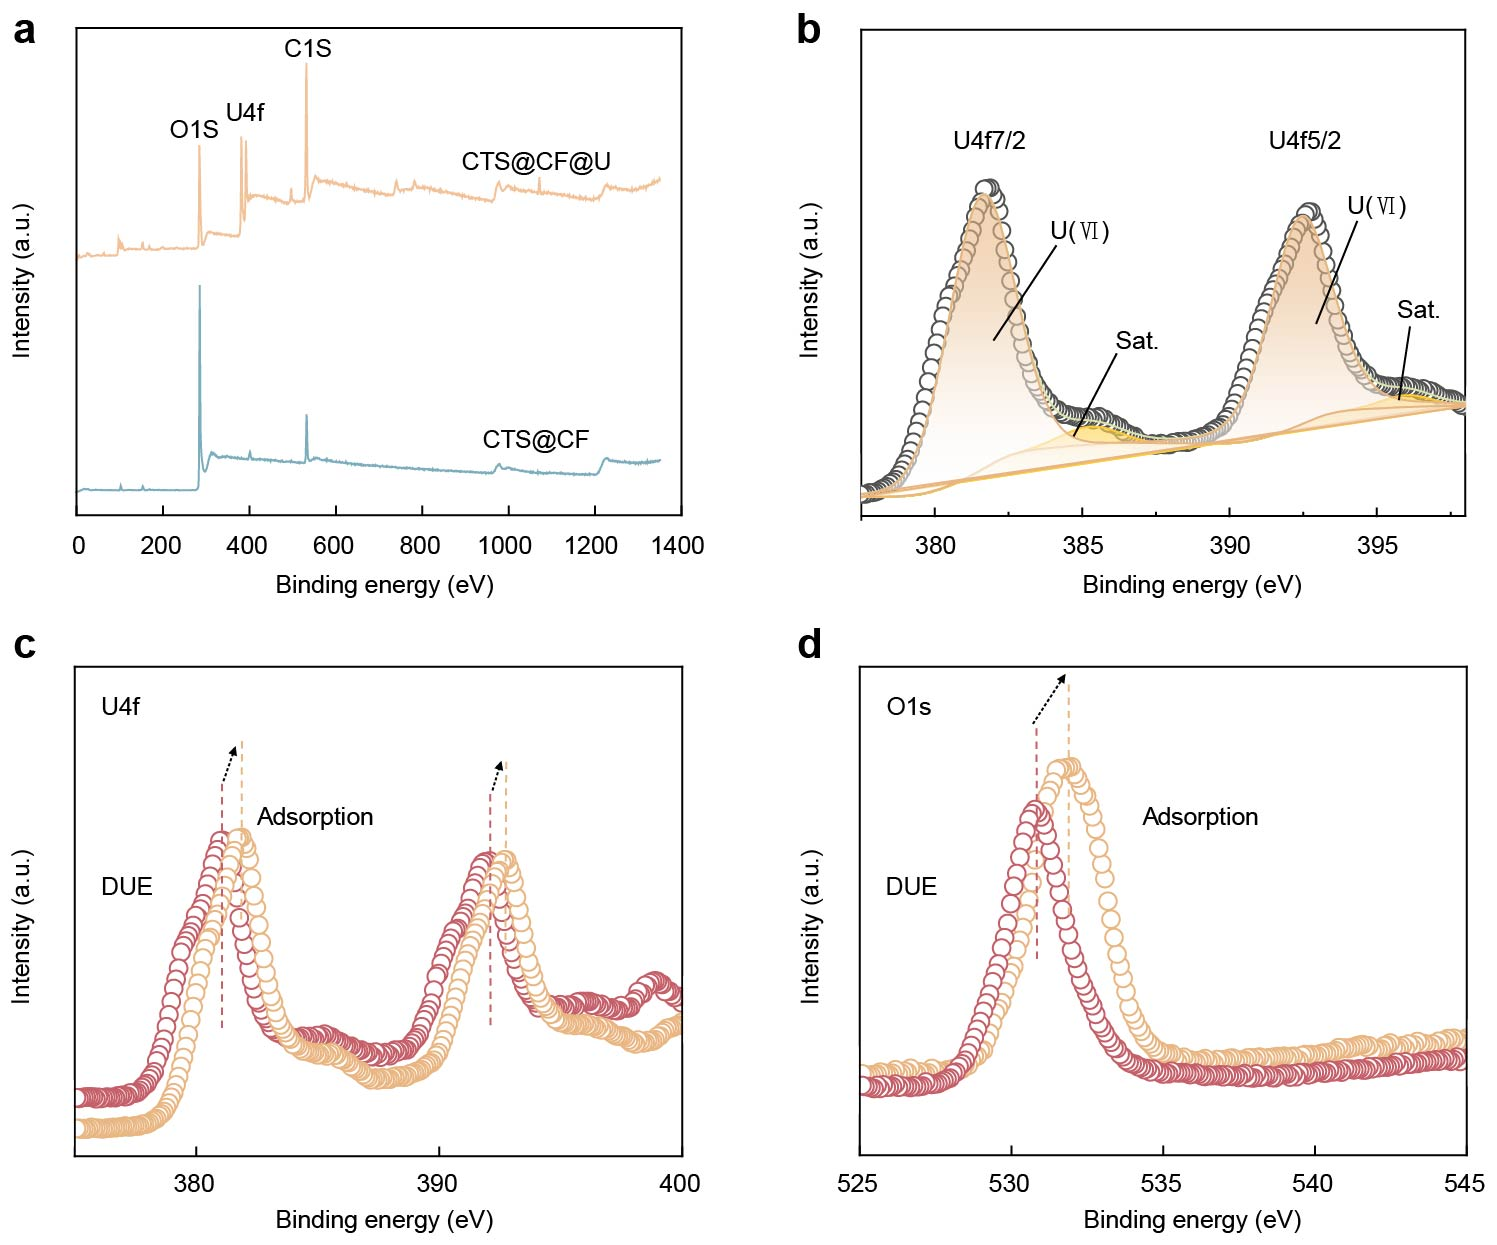 a
C1S
U4f
O1S
CTS@CF@U
CTS@CF
Intensity (a.u.)
0 200 400 600 800 1000 1200 1400
Binding energy (eV)
b
U4f7/2 U4f5/2
U(Ⅵ)
U(Ⅵ)
Sat.
Sat.
Intensity (a.u.)
380 385 390 395
Binding energy (eV)
c
U4f
Adsorption
DUE
Intensity (a.u.)
380 390 400
Binding energy (eV)
d
O1s
Adsorption
DUE
Intensity (a.u.)
525 530 535 540 545
Binding energy (eV)